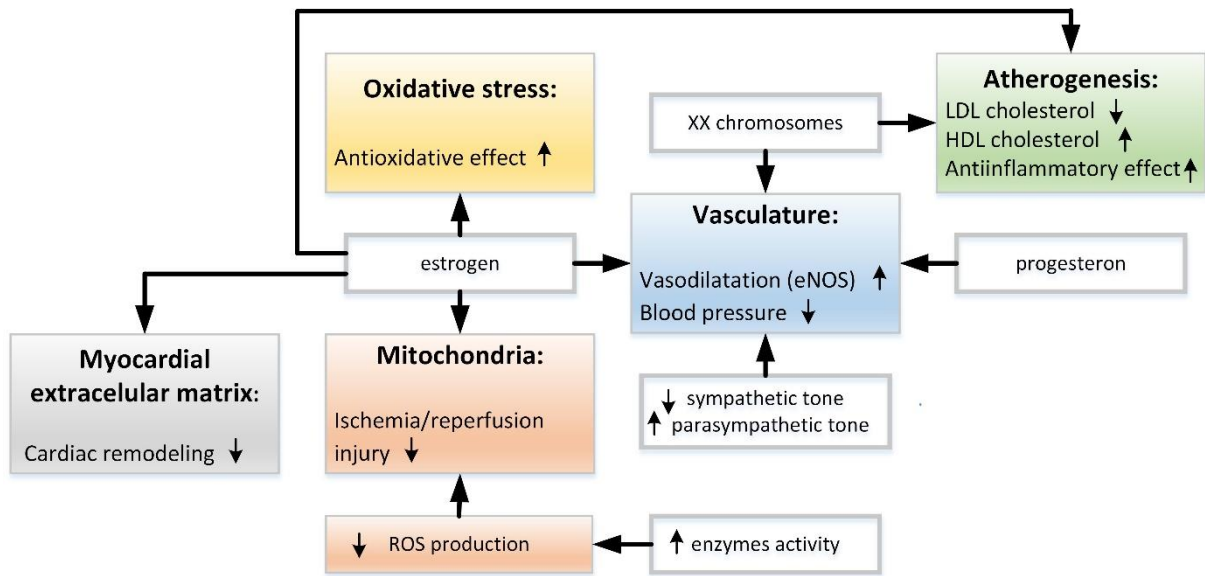 Oxidative stress:
Antioxidative effect ↑
XX chromosomes
Atherogenesis:
LDL cholesterol ↓
HDL cholesterol ↑
Antiinflammatory effect ↑
estrogen
Vasculature:
Vasodilatation (eNOS) ↑
Blood pressure ↓
progesteron
Myocardial
extracelular matrix:
Cardiac remodeling ↓
Mitochondria:
Ischemia/reperfusion
injury ↓
↓ sympathetic tone
↑ parasympathetic tone
↓ ROS production
↑ enzymes activity